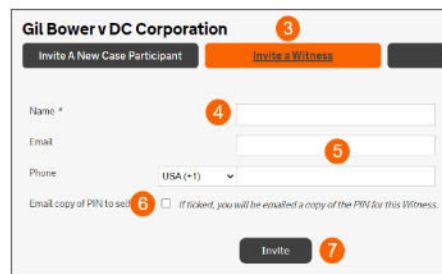 Gil Bower v DC Corporation
3
Invite A New Case Participant
Invite a Witness
Name *
4
Email
5
Phone
USA (+1)
Email copy of PIN to self
6
If ticked, you will be emailed a copy of the PIN for this Witness.
Invite
7